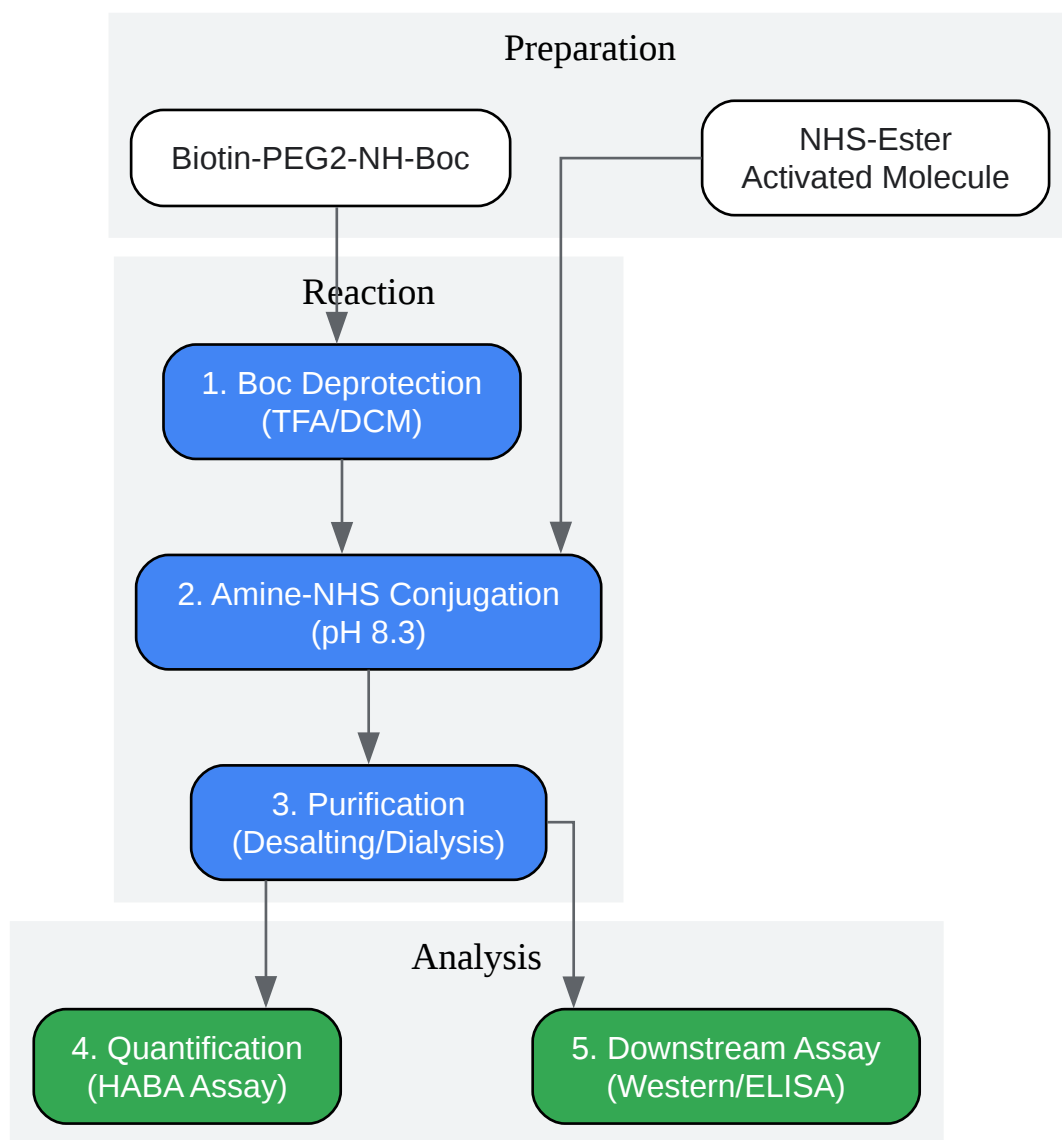 Preparation
Biotin-PEG2-NH-Boc
NHS-Ester
Activated Molecule
Reaction
1. Boc Deprotection
(TFA/DCM)
2. Amine-NHS Conjugation
(pH 8.3)
3. Purification
(Desalting/Dialysis)
Analysis
4. Quantification
(HABA Assay)
5. Downstream Assay
(Western/ELISA)